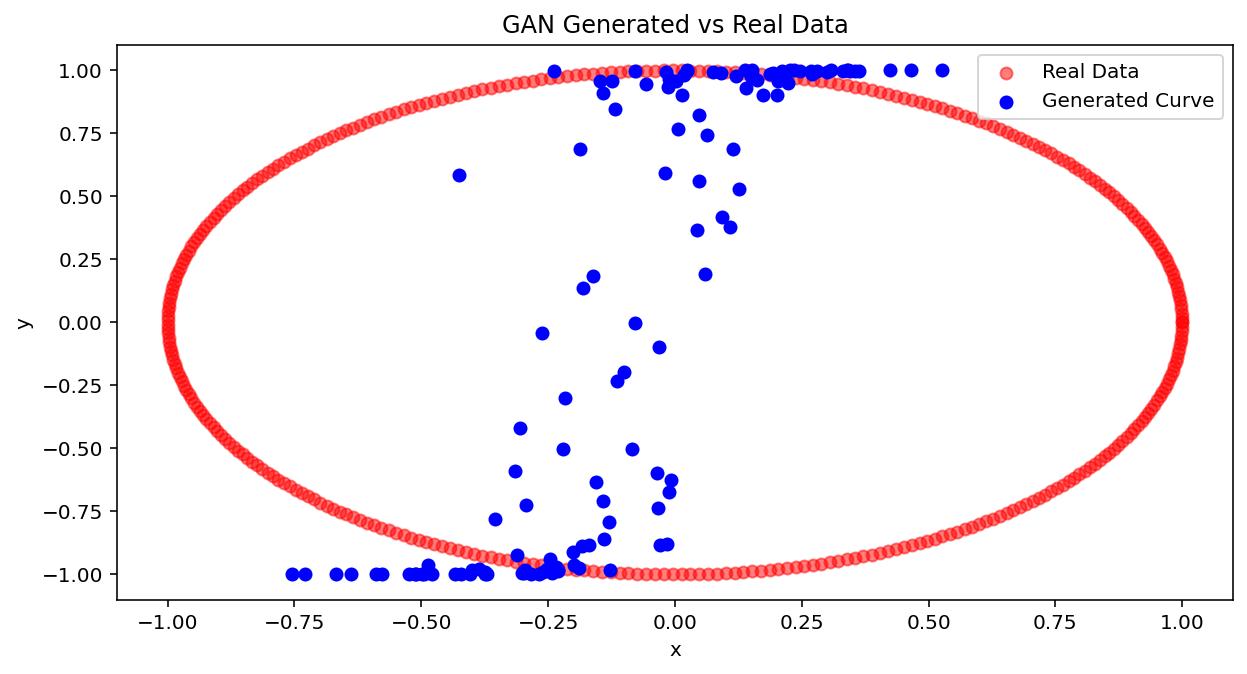 GAN Generated vs Real Data
Real Data
Generated Curve
1.00
0.75
0.50
0.25
0.00
−0.25
−0.50
−0.75
−1.00
y
−1.00 −0.75 −0.50 −0.25 0.00 0.25 0.50 0.75 1.00
x